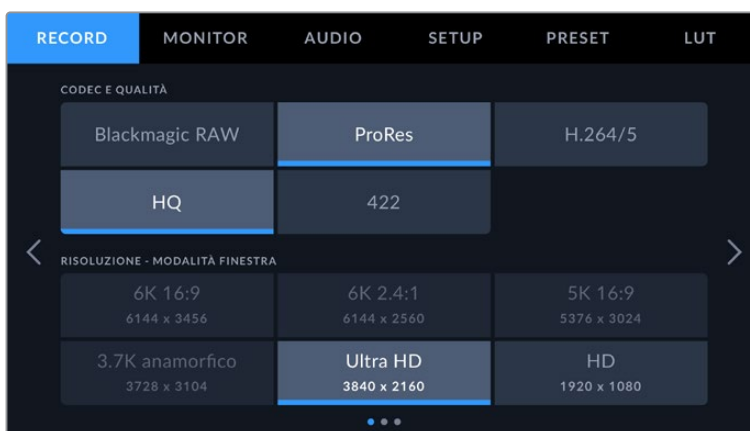 RECORD MONITOR AUDIO SETUP PRESET LUT
CODEC E QUALITÀ
Blackmagic RAW ProRes H.264/5
HQ 422
RISOLUZIONE - MODALITÀ FINESTRA
6K 16:9 6K 2.4:1 5K 16:9
6144 x 3456 6144 x 2560 5376 x 3024
3.7K anamorfico Ultra HD HD
3728 x 3104 3840 x 2160 1920 x 1080